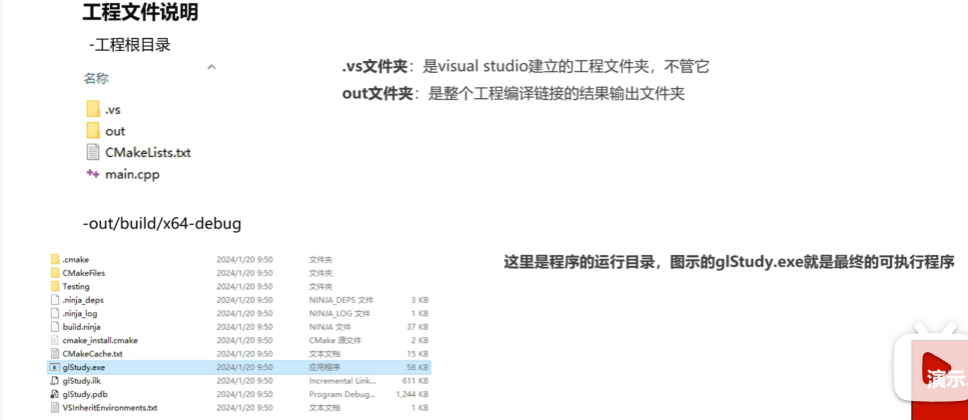 工程文件说明
-工程根目录
名称
.vs
out
CMakeLists.txt
main.cpp
.vs文件夹：是visual studio建立的工程文件夹，不管它
out文件夹：是整个工程编译链接的结果输出文件夹
-out/build/x64-debug
.cmake 2024/1/20 9:50 文件夹
CMakeFiles 2024/1/20 9:50 文件夹
Testing 2024/1/20 9:50 文件夹
.ninja_deps 2024/1/20 9:50 NINJA_DEPS 文件 3 KB
.ninja_log 2024/1/20 9:50 NINJA_LOG 文件 1 KB
build.ninja 2024/1/20 9:50 NINJA 文件 37 KB
cmake_install.cmake 2024/1/20 9:50 CMake 源文件 2 KB
CMakeCache.txt 2024/1/20 9:50 文本文档 15 KB
glStudy.exe 2024/1/20 9:50 应用程序 58 KB
glStudy.ilk 2024/1/20 9:50 Incremental Link... 611 KB
glStudy.pdb 2024/1/20 9:50 Program Debug... 1,244 KB
VSInheritEnvironments.txt 2024/1/20 9:50 文本文档 1 KB
这里是程序的运行目录，图示的glStudy.exe就是最终的可执行程序
演示